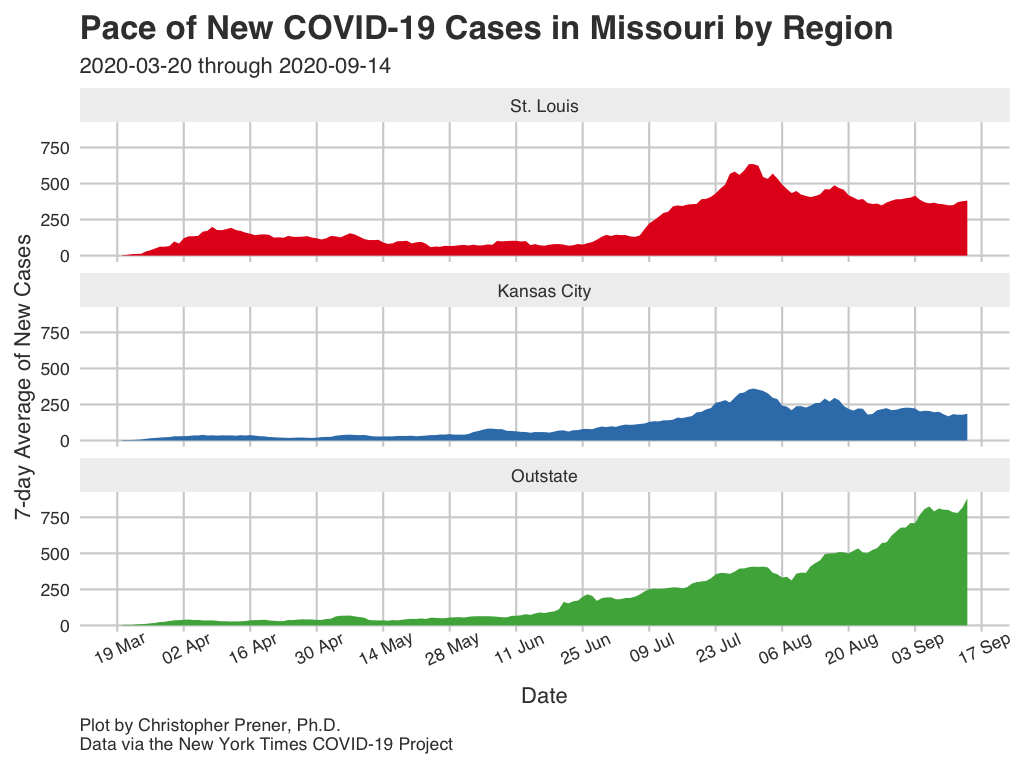 Pace of New COVID-19 Cases in Missouri by Region
2020-03-20 through 2020-09-14
St. Louis
750
500
250
0
Kansas City
750
500
250
0
Outstate
750
500
250
0
7-day Average of New Cases
19 Mar 02 Apr 16 Apr 30 Apr 14 May 28 May 11 Jun 25 Jun 09 Jul 23 Jul 06 Aug 20 Aug 03 Sep 17 Sep
Date
Plot by Christopher Prener, Ph.D.
Data via the New York Times COVID-19 Project